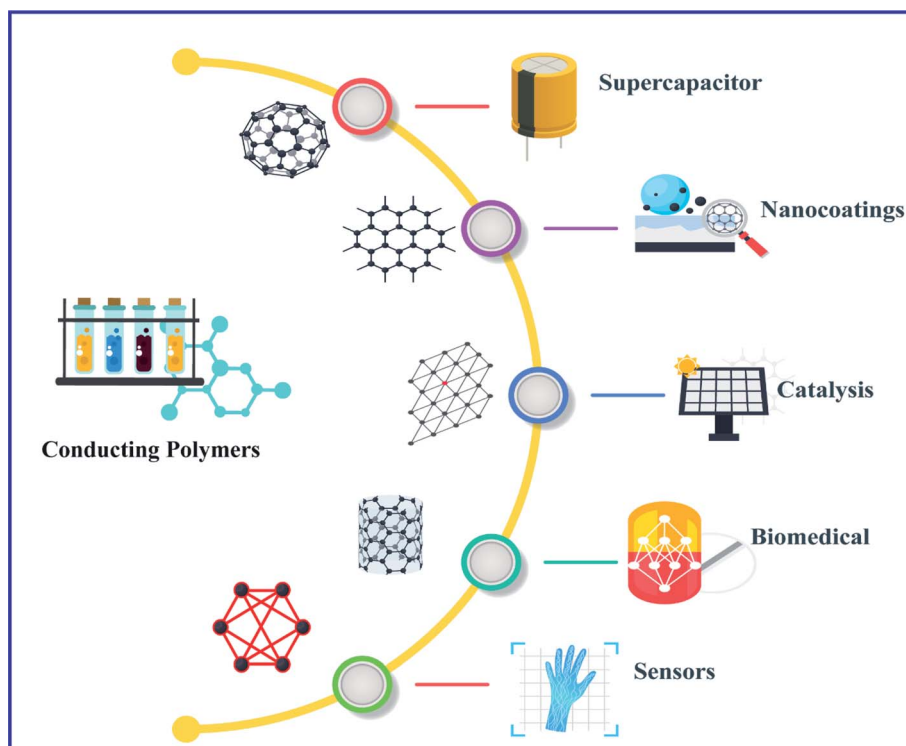 Supercapacitor
Nanocoatings
Catalysis
Conducting Polymers
Biomedical
Sensors